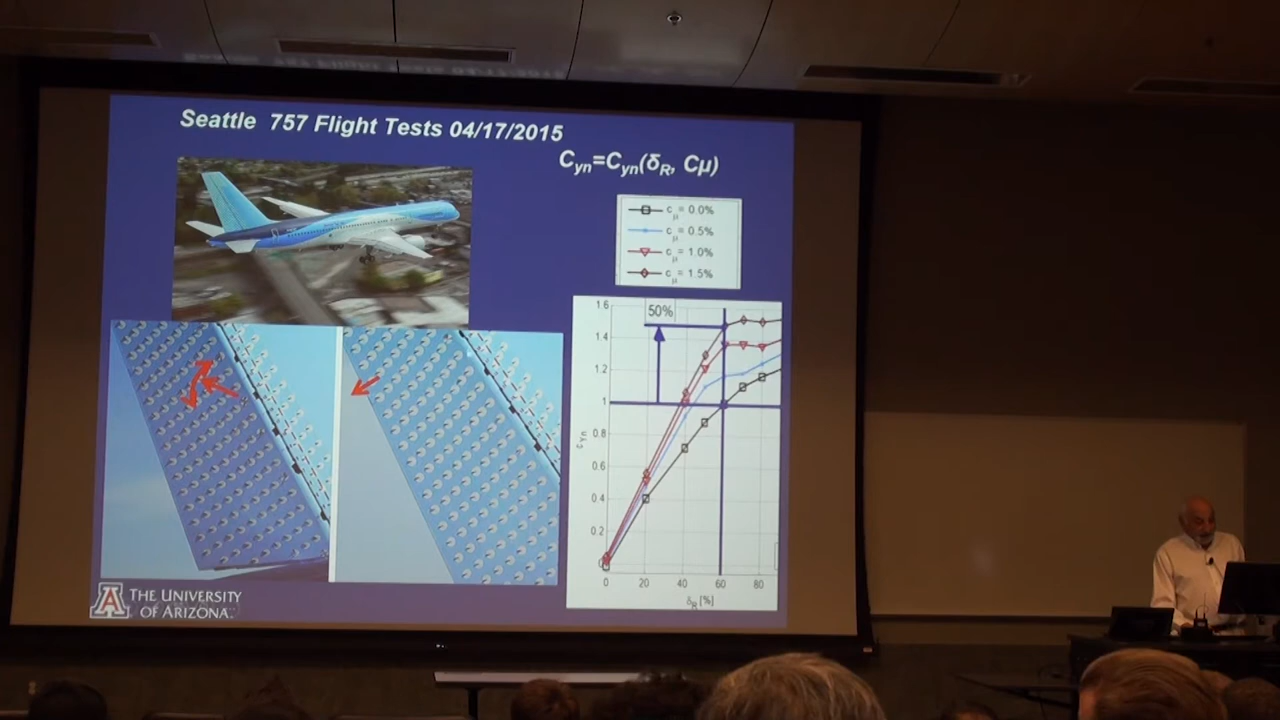 Seattle 757 Flight Tests 04/17/2015
Cyn=Cyn(δR, Cμ)
cμ = 0.0%
cμ = 0.5%
cμ = 1.0%
cμ = 1.5%
50%
1.6
1.4
1.2
1
0.8
0.6
0.4
0.2
0
cYn
0 20 40 60 80
δR [%]
A THE UNIVERSITY
OF ARIZONA